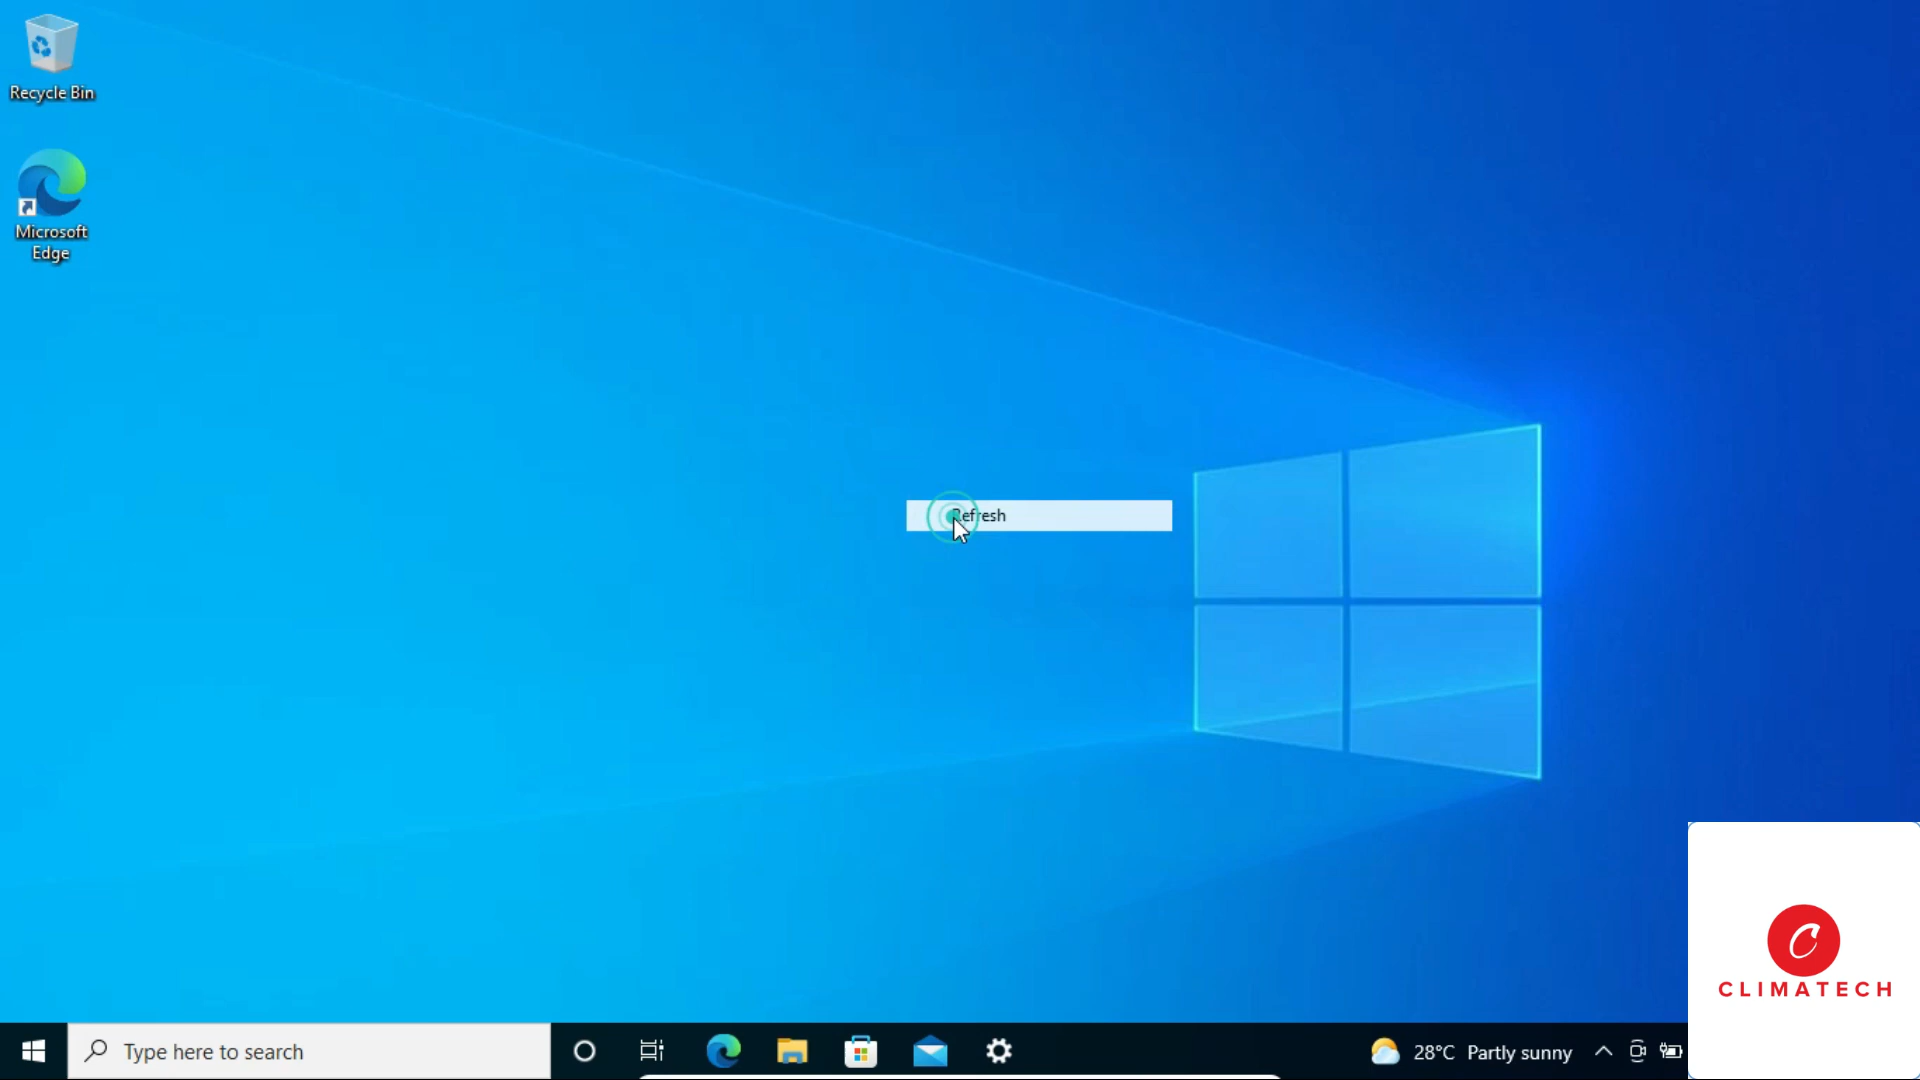 Recycle Bin
Microsoft
Edge
Refresh
CLIMATECH
Type here to search
28°C Partly sunny